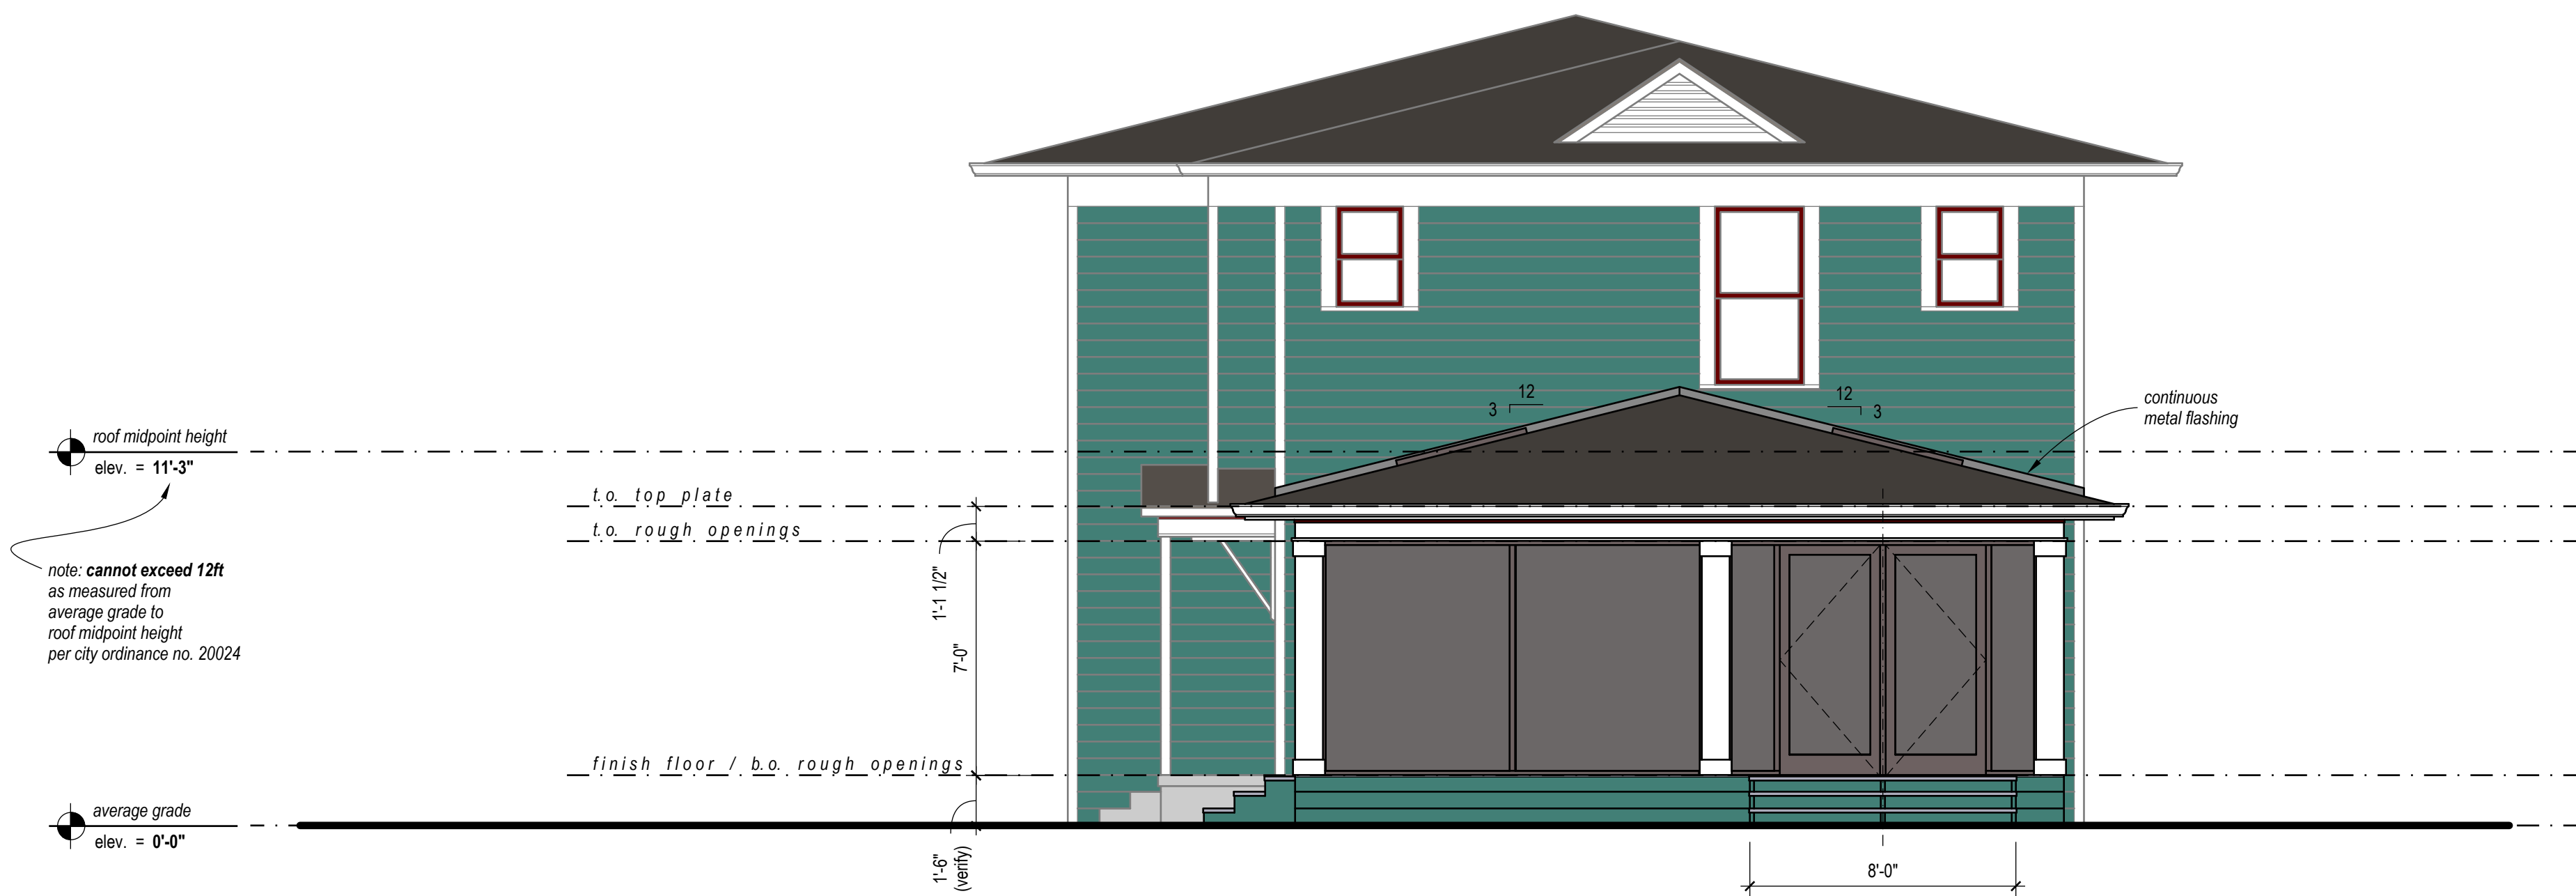 12
3
12
3
continuous
metal flashing
roof midpoint height
elev. = 11'-3"
t.o. top plate
t.o. rough openings
note: cannot exceed 12ft
as measured from
average grade to
roof midpoint height
per city ordinance no. 20024
1'-1 1/2"
7'-0"
finish floor / b.o. rough openings
average grade
elev. = 0'-0"
1'-6"
(verify)
8'-0"